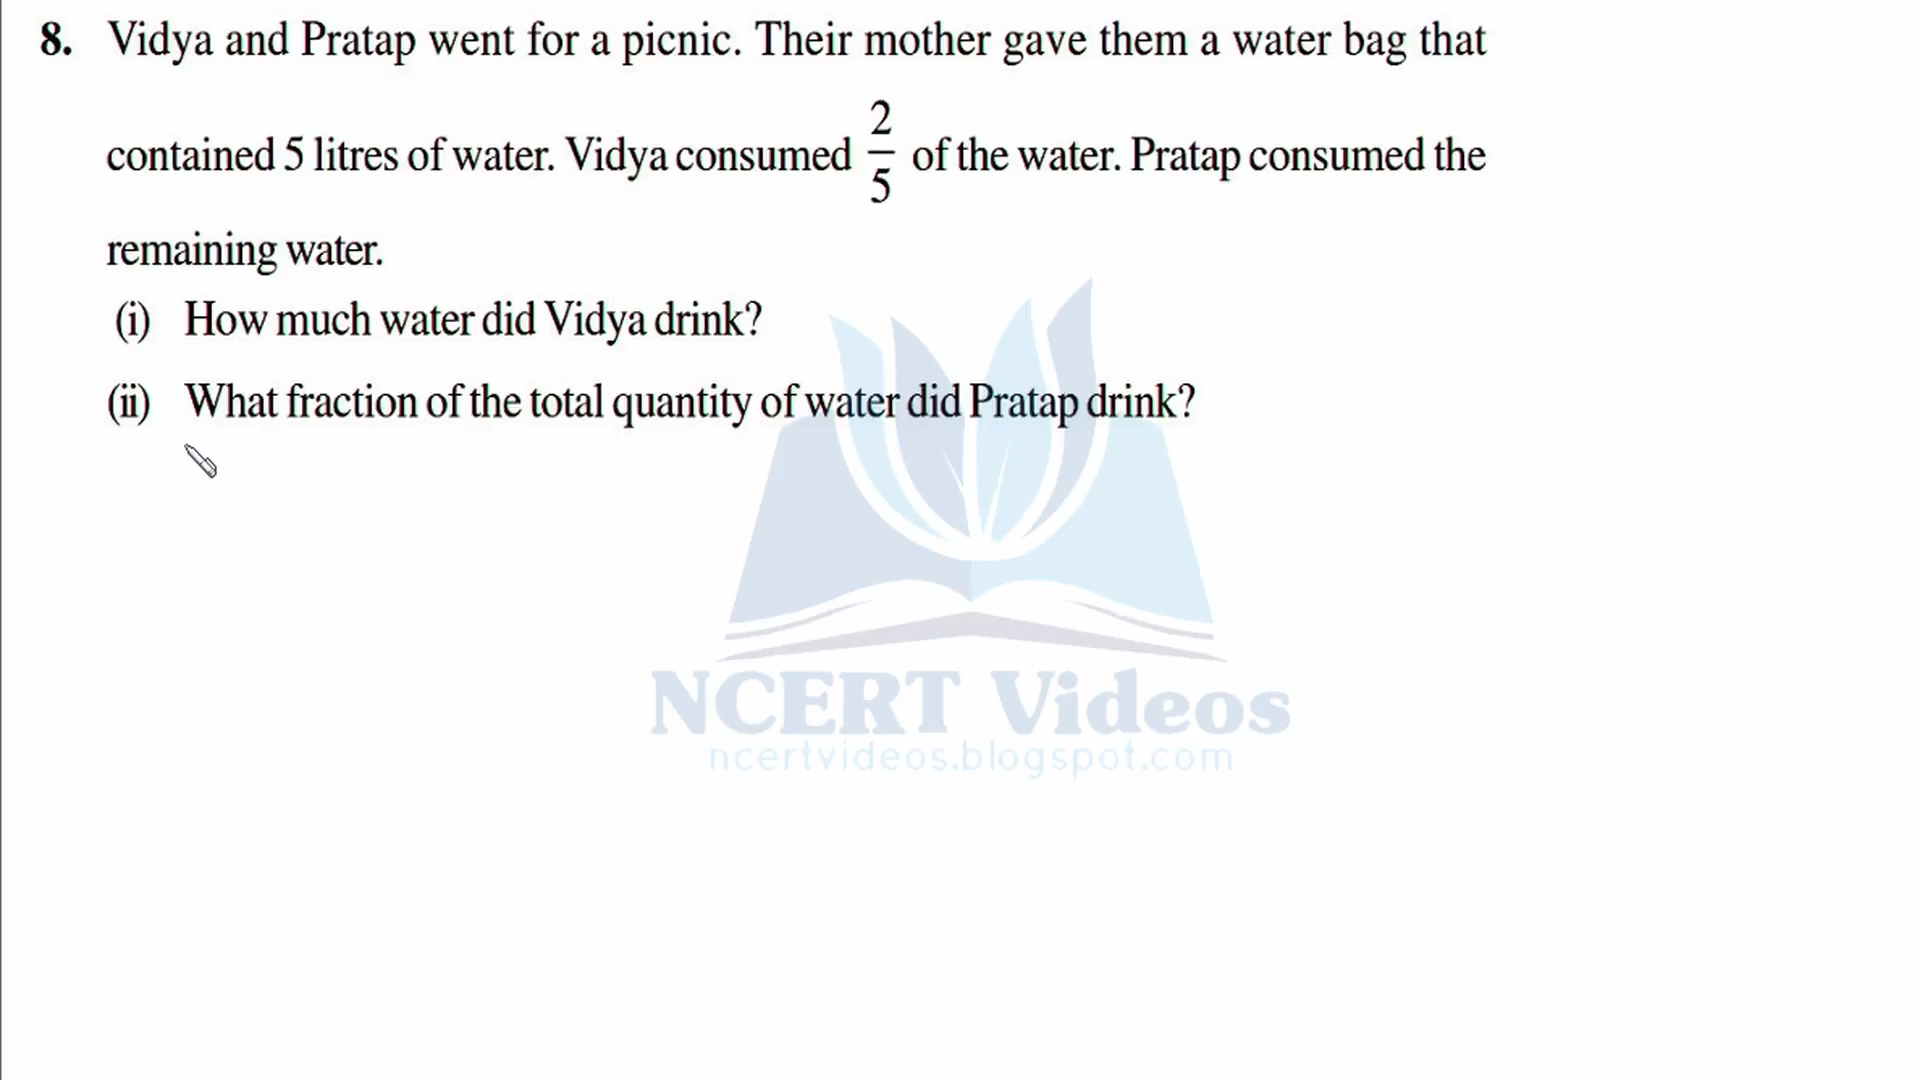 8. Vidya and Pratap went for a picnic. Their mother gave them a water bag that
contained 5 litres of water. Vidya consumed 2/5 of the water. Pratap consumed the
remaining water.
(i) How much water did Vidya drink?
(ii) What fraction of the total quantity of water did Pratap drink?
NCERT Videos
ncertvideos.blogspot.com